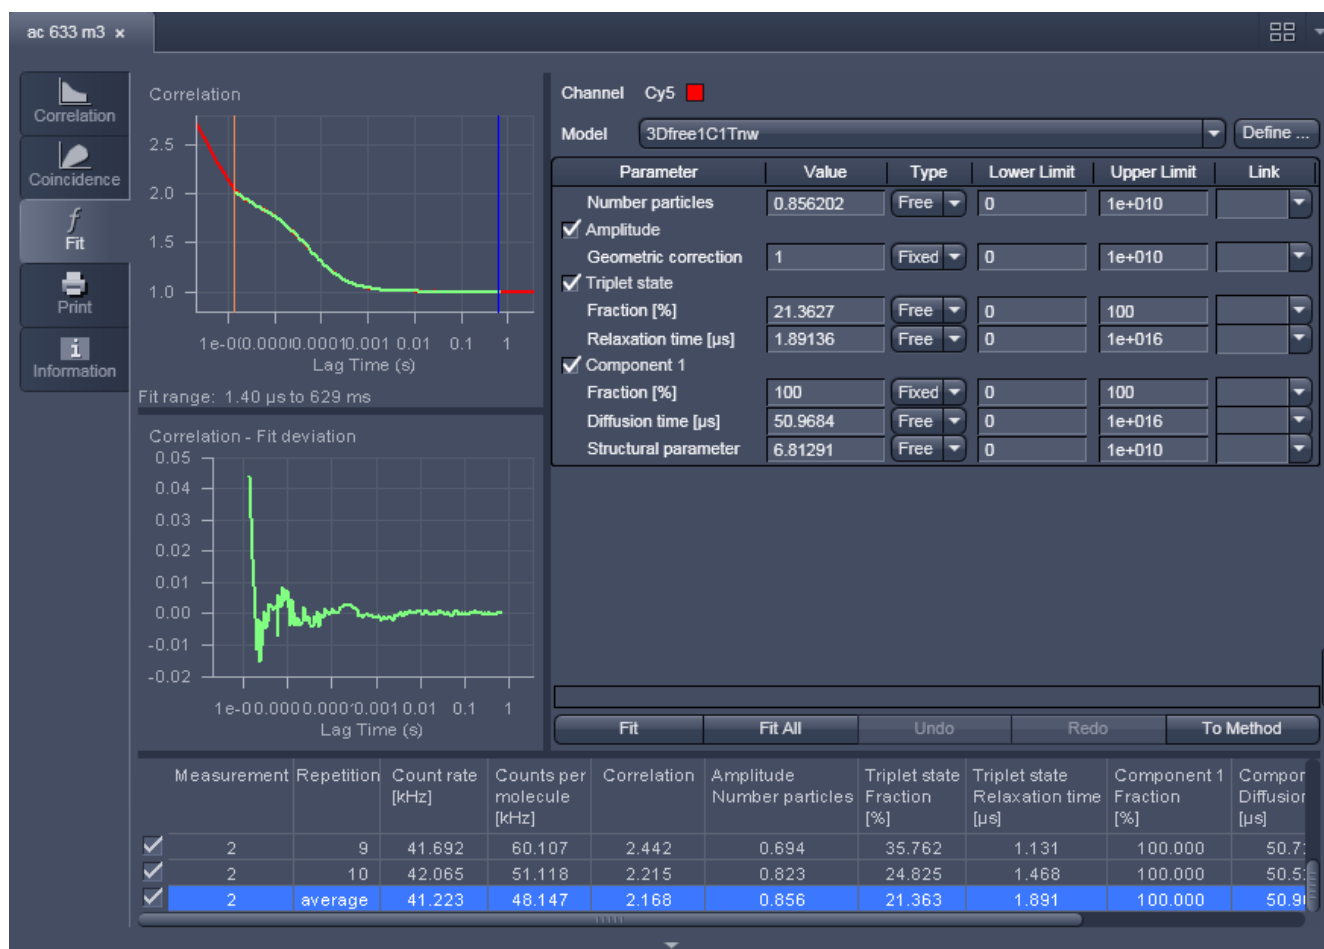 ac 633 m3 x
Correlation
Coincidence
f
Fit
Print
i
Information
Correlation
2.5
2.0
1.5
1.0
0.01 0.1 1
Lag Time (s)
Fit range: 1.40 µs to 629 ms
Correlation - Fit deviation
0.05
0.04
0.03
0.02
0.01
0.00
-0.01
-0.02
0.01 0.1 1
Lag Time (s)
Channel Cy5
Model 3Dfree1C1Tnw Define ...
Parameter Value Type Lower Limit Upper Limit Link
Number particles 0.856202 Free 0 1e+010
Amplitude
Geometric correction 1 Fixed 0 1e+010
Triplet state
Fraction [%] 21.3627 Free 0 100
Relaxation time [µs] 1.89136 Free 0 1e+016
Component 1
Fraction [%] 100 Fixed 0 100
Diffusion time [µs] 50.9684 Free 0 1e+016
Structural parameter 6.81291 Free 0 1e+010
Fit Fit All Undo Redo To Method
Measurement Repetition Count rate Counts per Correlation Amplitude Triplet state Triplet state Component 1 Compor
[kHz] molecule Number particles Fraction Relaxation time Fraction Diffusior
[kHz] [%] [µs] [%] [µs]
2 9 41.692 60.107 2.442 0.694 35.762 1.131 100.000 50.7
2 10 42.065 51.118 2.215 0.823 24.825 1.468 100.000 50.5
2 average 41.223 48.147 2.168 0.856 21.363 1.891 100.000 50.9